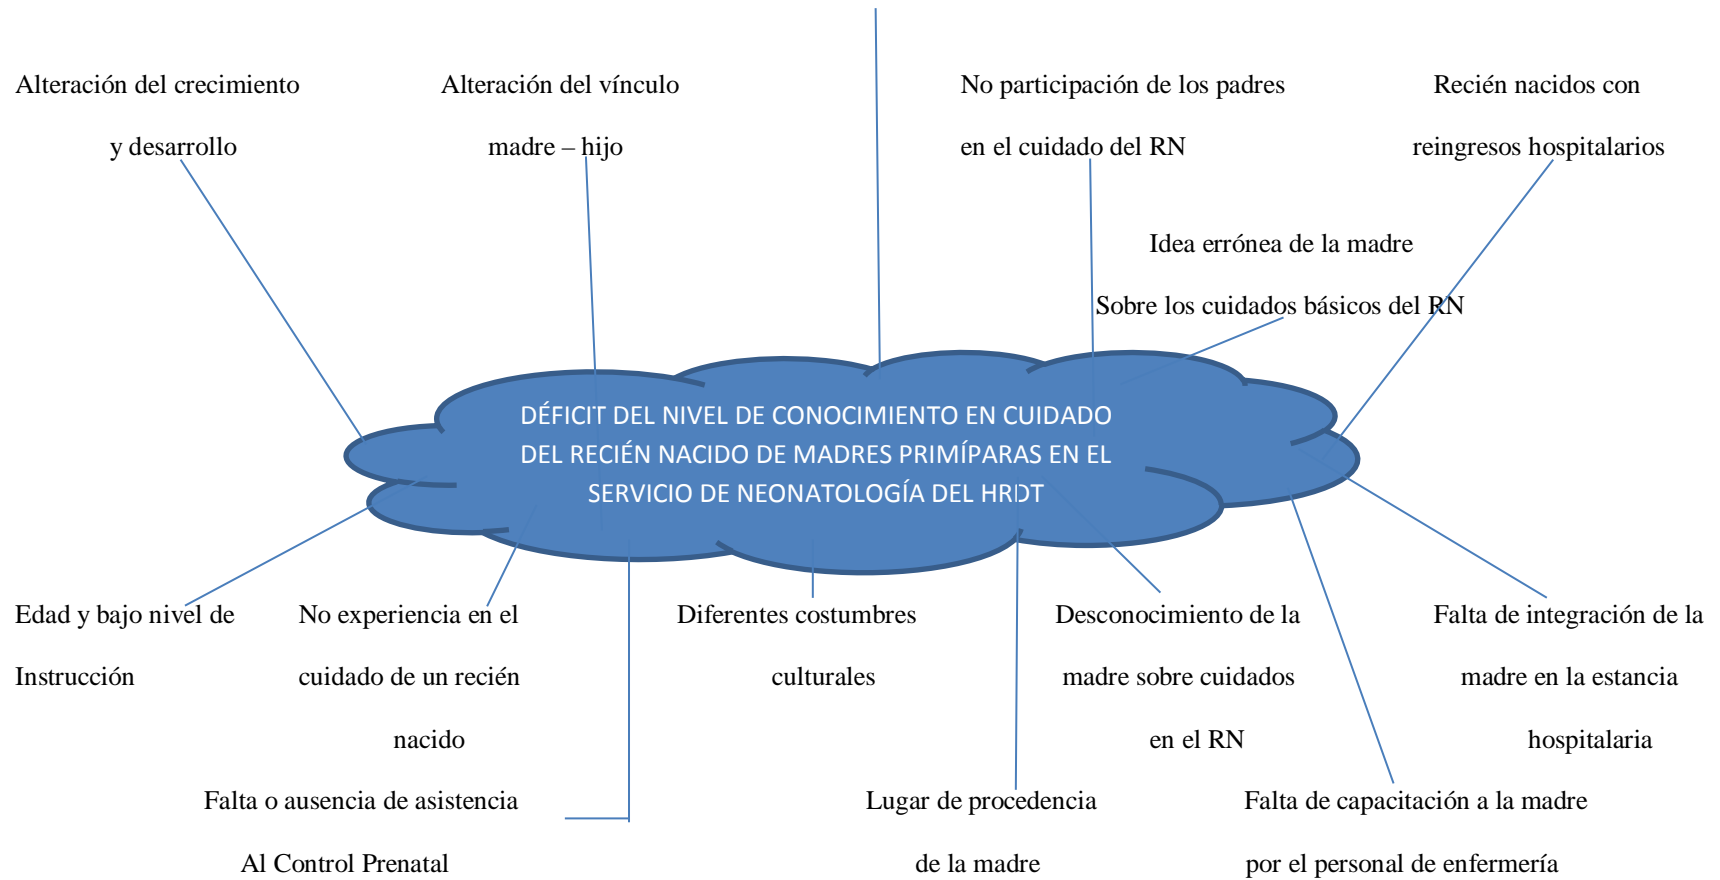 Alteración del crecimiento
y desarrollo
Alteración del vínculo
madre – hijo
No participación de los padres
en el cuidado del RN
Recién nacidos con
reingresos hospitalarios
Idea errónea de la madre
Sobre los cuidados básicos del RN
DÉFICIT DEL NIVEL DE CONOCIMIENTO EN CUIDADO
DEL RECIÉN NACIDO DE MADRES PRIMÍPARAS EN EL
SERVICIO DE NEONATOLOGÍA DEL HRDT
Edad y bajo nivel de
Instrucción
No experiencia en el
cuidado de un recién
nacido
Diferentes costumbres
culturales
Desconocimiento de la
madre sobre cuidados
en el RN
Falta de integración de la
madre en la estancia
hospitalaria
Falta o ausencia de asistencia
Al Control Prenatal
Lugar de procedencia
de la madre
Falta de capacitación a la madre
por el personal de enfermería